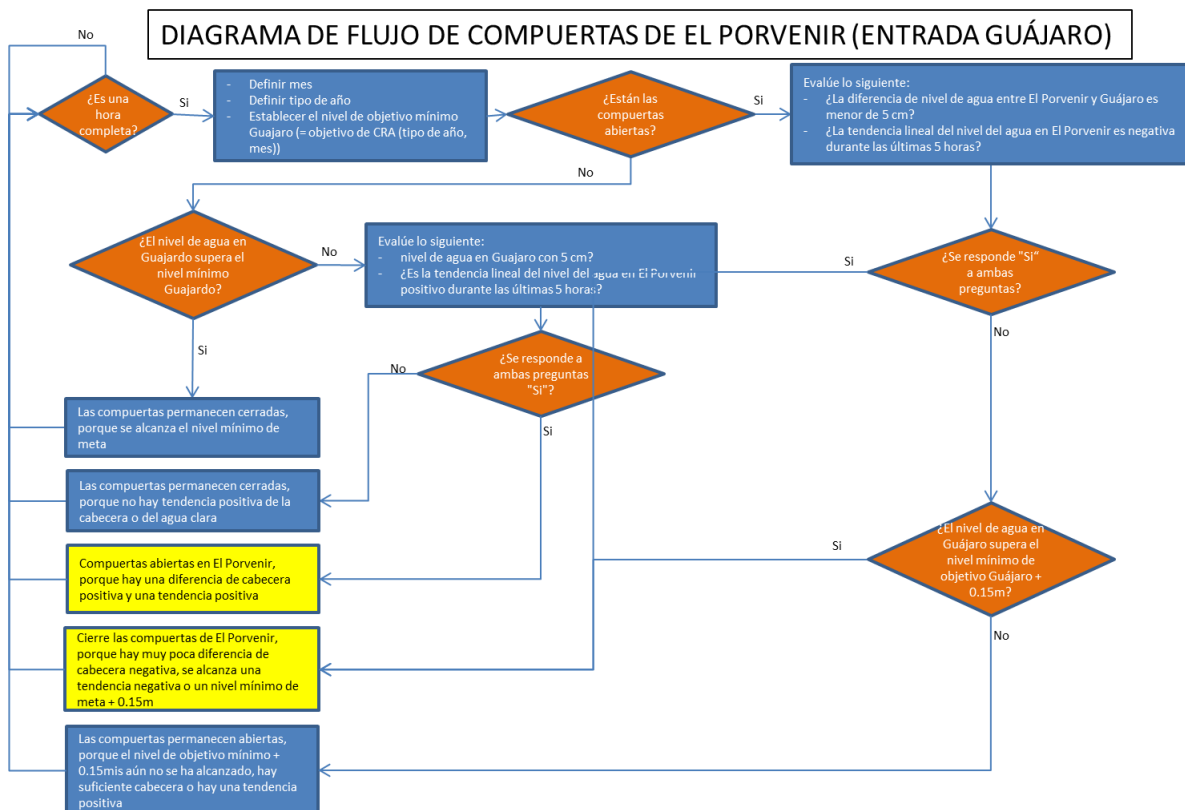 DIAGRAMA DE FLUJO DE COMPUERTAS DE EL PORVENIR (ENTRADA GUÁJARO)
No
¿Es una
hora
completa?
Si
- Definir mes
- Definir tipo de año
- Establecer el nivel de objetivo mínimo
Guajaro (= objetivo de CRA (tipo de año,
mes))
¿Están las
compuertas
abiertas?
Si
Evalúe lo siguiente:
- ¿La diferencia de nivel de agua entre El Porvenir y Guájaro es
menor de 5 cm?
- ¿La tendencia lineal del nivel del agua en El Porvenir es negativa
durante las últimas 5 horas?
No
¿El nivel de agua en
Guajardo supera el
nivel mínimo
Guajardo?
No
Evalúe lo siguiente:
- nivel de agua en Guajaro con 5 cm?
- ¿Es la tendencia lineal del nivel del agua en El Porvenir
positivo durante las últimas 5 horas?
Si
¿Se responde "Si"
a ambas
preguntas?
No
Si
¿Se responde a
ambas preguntas
"Si"?
No
Si
Las compuertas permanecen cerradas,
porque se alcanza el nivel mínimo de
meta
Las compuertas permanecen cerradas,
porque no hay tendencia positiva de la
cabecera o del agua clara
Compuertas abiertas en El Porvenir,
porque hay una diferencia de cabecera
positiva y una tendencia positiva
Si
¿El nivel de agua en
Guájaro supera el
nivel mínimo de
objetivo Guájaro +
0.15m?
No
Cierre las compuertas de El Porvenir,
porque hay muy poca diferencia de
cabecera negativa, se alcanza una
tendencia negativa o un nivel mínimo de
meta + 0.15m
Las compuertas permanecen abiertas,
porque el nivel de objetivo mínimo +
0.15mis aún no se ha alcanzado, hay
suficiente cabecera o hay una tendencia
positiva